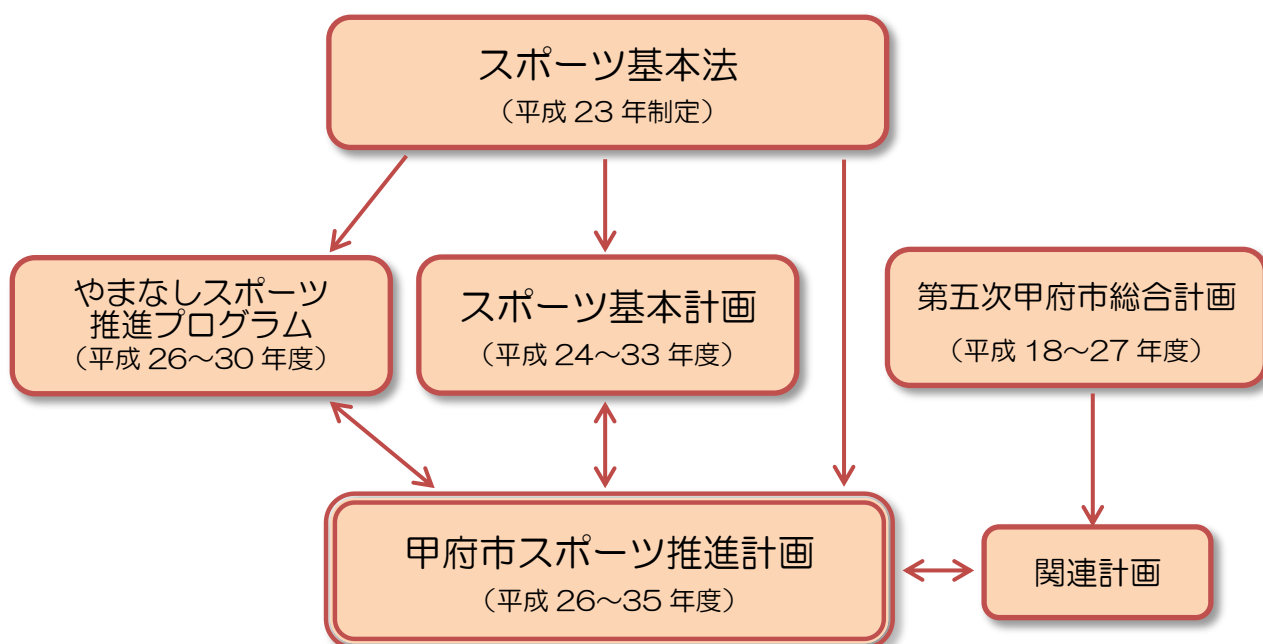 スポーツ基本法
（平成 23 年制定）
やまなしスポーツ
推進プログラム
（平成 26～30 年度）
スポーツ基本計画
（平成 24～33 年度）
第五次甲府市総合計画
（平成 18～27 年度）
甲府市スポーツ推進計画
（平成 26～35 年度）
関連計画